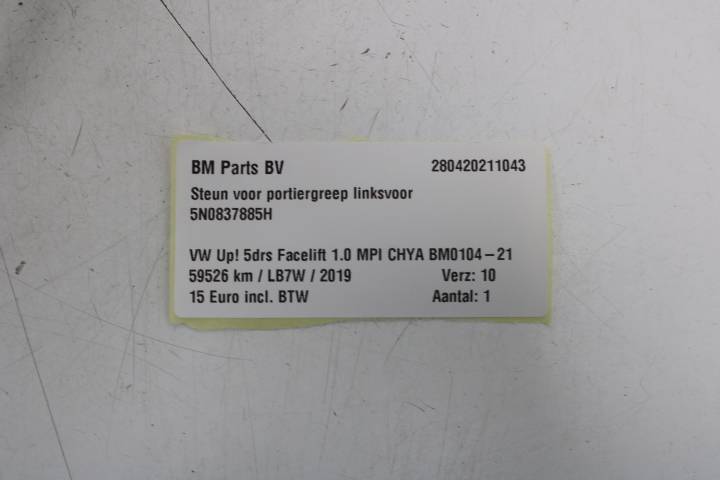 BM Parts BV 280420211043
Steun voor portiergreep linksvoor
5N0837885H
VW Up! 5drs Facelift 1.0 MPI CHYA BM0104-21
59526 km / LB7W / 2019 Verz: 10
15 Euro incl. BTW Aantal: 1